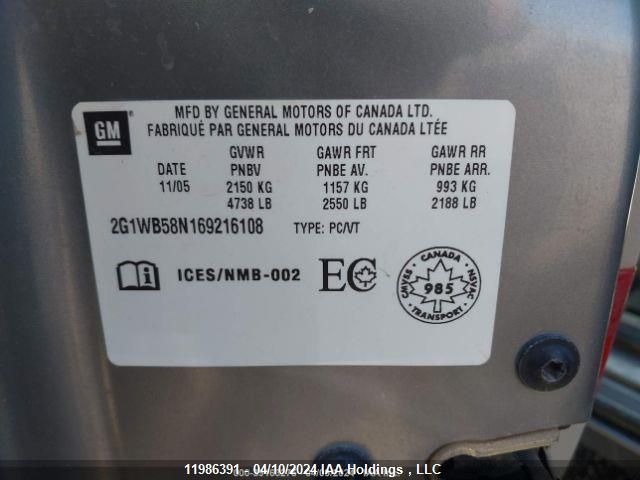 GM
MFD BY GENERAL MOTORS OF CANADA LTD.
FABRIQUÉ PAR GENERAL MOTORS DU CANADA LTÉE
GVWR GAWR FRT GAWR RR
DATE PNBV PNBE AV. PNBE ARR.
11/05 2150 KG 1157 KG 993 KG
4738 LB 2550 LB 2188 LB
2G1WB58N169216108 TYPE: PC/VT
i ICES/NMB-002 EC
CANADA
CMVSS 985 NSVAC
TRANSPORT
11986391 - 04/10/2024 IAA Holdings , LLC